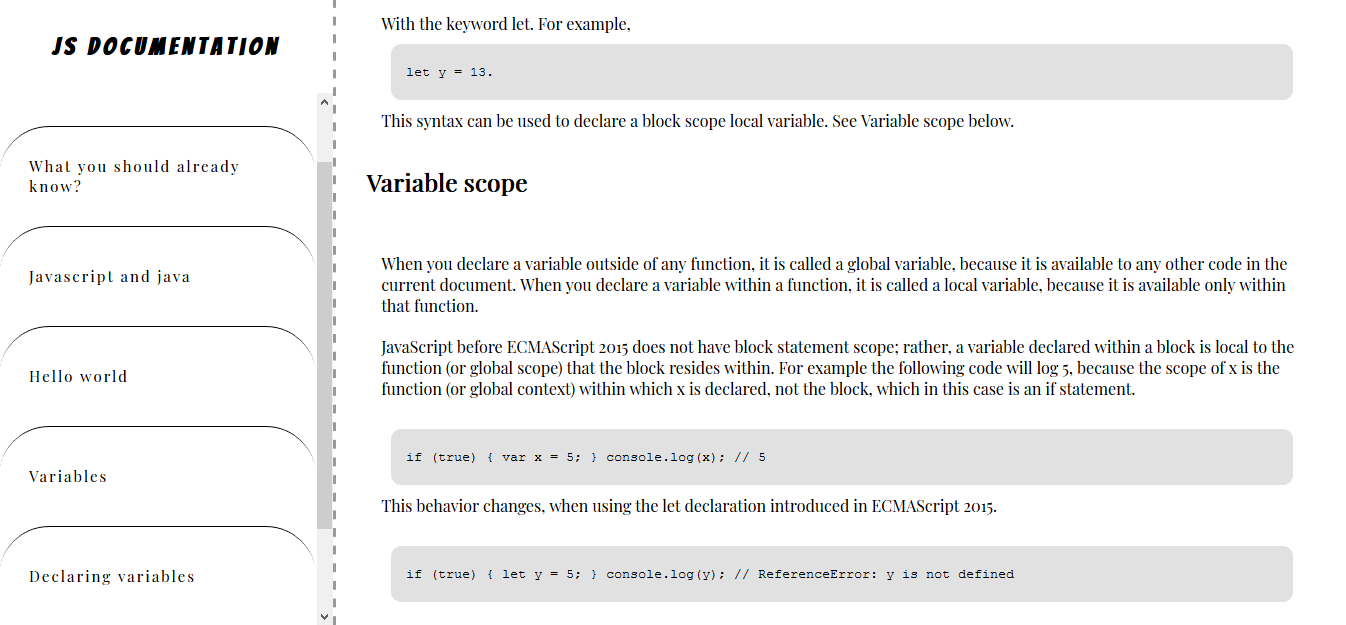 JS DOCUMENTATION
What you should already
know?
Javascript and java
Hello world
Variables
Declaring variables
With the keyword let. For example,
let y = 13.
This syntax can be used to declare a block scope local variable. See Variable scope below.
Variable scope
When you declare a variable outside of any function, it is called a global variable, because it is available to any other code in the
current document. When you declare a variable within a function, it is called a local variable, because it is available only within
that function.
JavaScript before ECMAScript 2015 does not have block statement scope; rather, a variable declared within a block is local to the
function (or global scope) that the block resides within. For example the following code will log 5, because the scope of x is the
function (or global context) within which x is declared, not the block, which in this case is an if statement.
if (true) { var x = 5; } console.log(x); // 5
This behavior changes, when using the let declaration introduced in ECMAScript 2015.
if (true) { let y = 5; } console.log(y); // ReferenceError: y is not defined